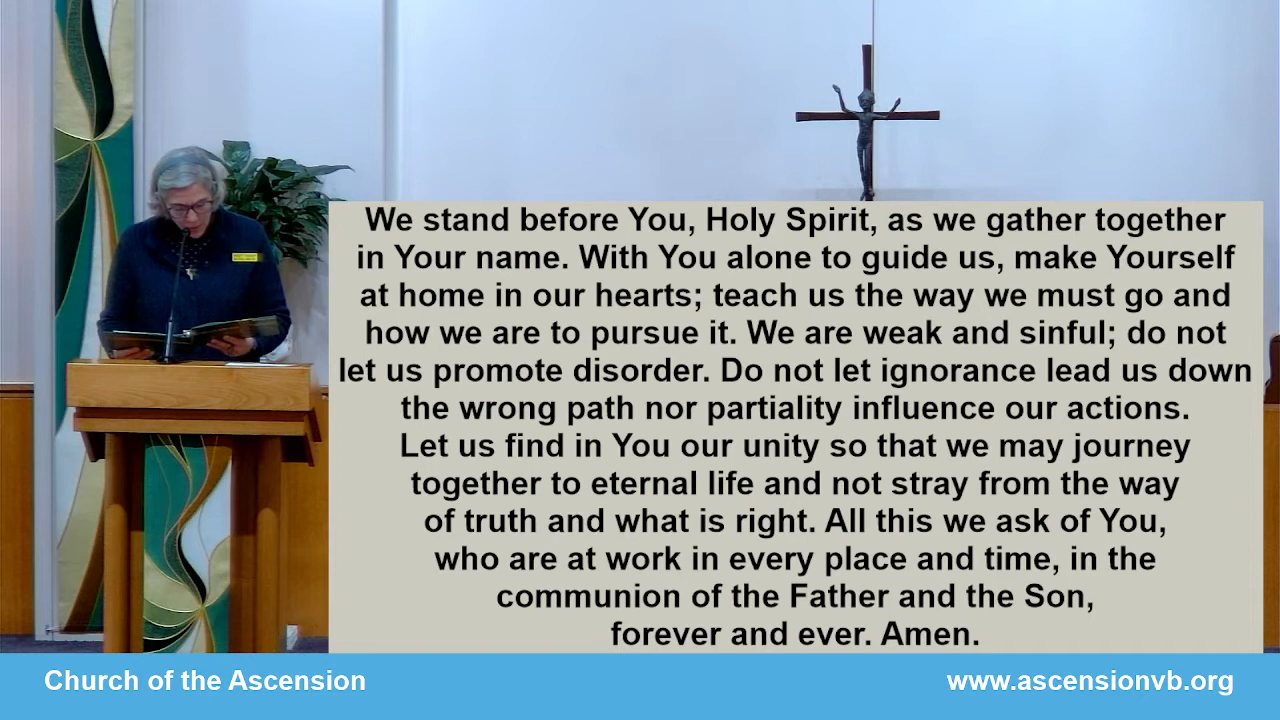 We stand before You, Holy Spirit, as we gather together
in Your name. With You alone to guide us, make Yourself
at home in our hearts; teach us the way we must go and
how we are to pursue it. We are weak and sinful; do not
let us promote disorder. Do not let ignorance lead us down
the wrong path nor partiality influence our actions.
Let us find in You our unity so that we may journey
together to eternal life and not stray from the way
of truth and what is right. All this we ask of You,
who are at work in every place and time, in the
communion of the Father and the Son,
forever and ever. Amen.
Church of the Ascension
www.ascensionvb.org